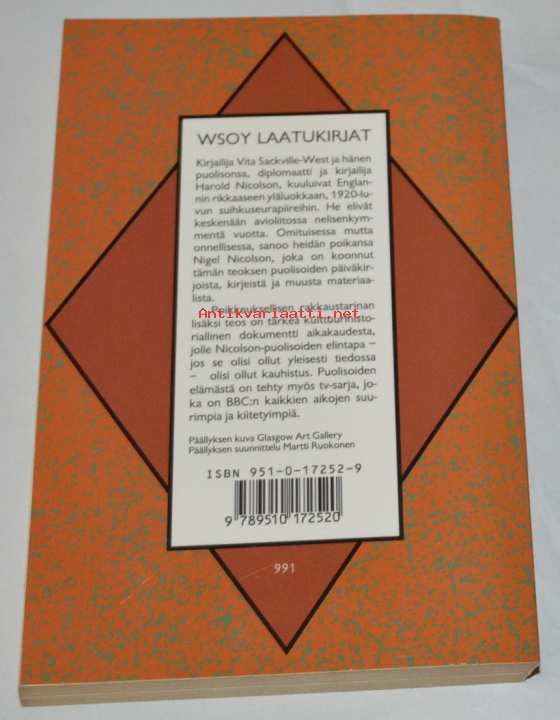 WSOY LAATUKIRJAT
Kirjailija Vita Sackville-West ja hänen
puolisonsa, diplomaatti ja kirjailija
Harold Nicolson, kuuluivat Englan-
nin rikkaaseen yläluokkaan, 1920-lu-
vun suihkuseurapiireihin. He elivät
keskenään avioliitossa nelisenkym-
mentä vuotta. Omituisessa mutta
onnellisessa, sanoo heidän poikansa
Nigel Nicolson, joka on koonnut
tämän teoksen puolisoiden päiväkir-
joista, kirjeistä ja muusta materiaa-
lista.
Antikvariaatti.net
Poikkeuksellisen rakkaustarinan
lisäksi teos on tärkeä kulttuurihisto-
riallinen dokumentti aikakaudesta,
jolle Nicolson-puolisoiden elintapa –
jos se olisi ollut yleisesti tiedossa
– olisi ollut kauhistus. Puolisoiden
elämästä on tehty myös tv-sarja, jo-
ka on BBC:n kaikkien aikojen suu-
rimpia ja kiitetyimpiä.
Päällyksen kuva Glasgow Art Gallery
Päällyksen suunnittelu Martti Ruokonen
ISBN 951-0-17252-9
9 789510 172520
991